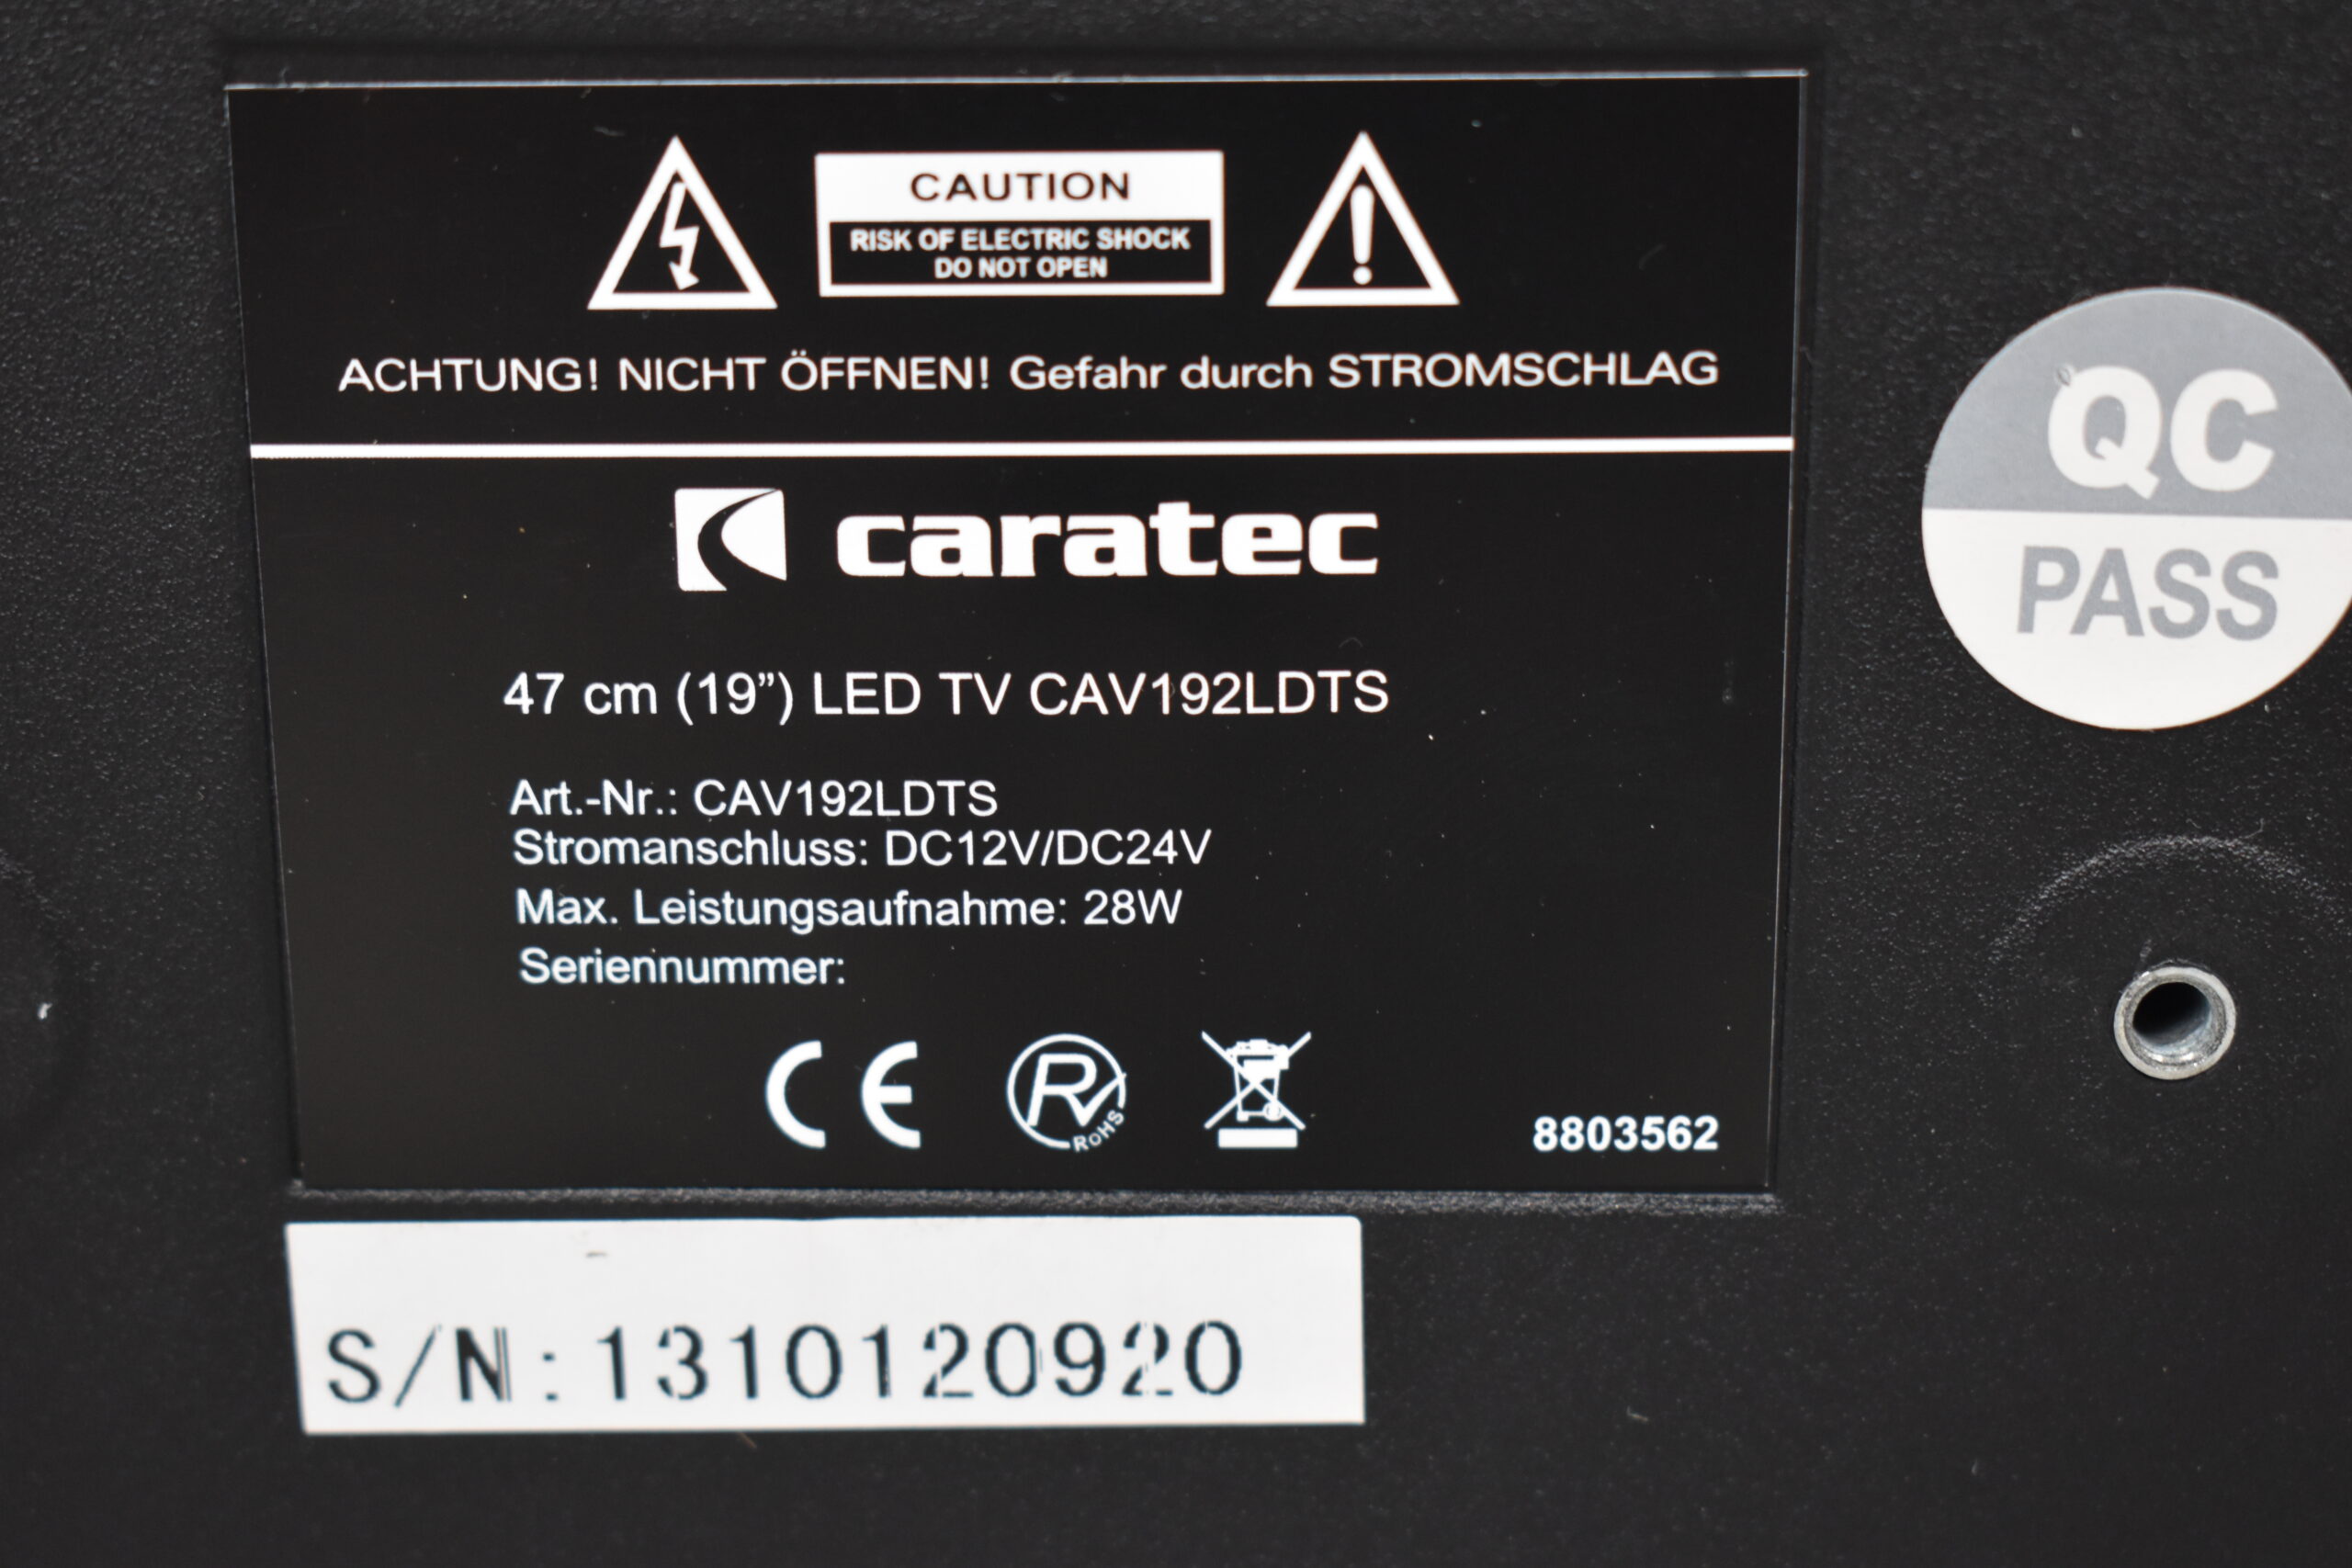 CAUTION
RISK OF ELECTRIC SHOCK
DO NOT OPEN
ACHTUNG! NICHT ÖFFNEN! Gefahr durch STROMSCHLAG
caratec
47 cm (19”) LED TV CAV192LDTS
Art.-Nr.: CAV192LDTS
Stromanschluss: DC12V/DC24V
Max. Leistungsaufnahme: 28W
Seriennummer:
CE
R
RoHS
8803562
S/N:1310120920
QC
PASS